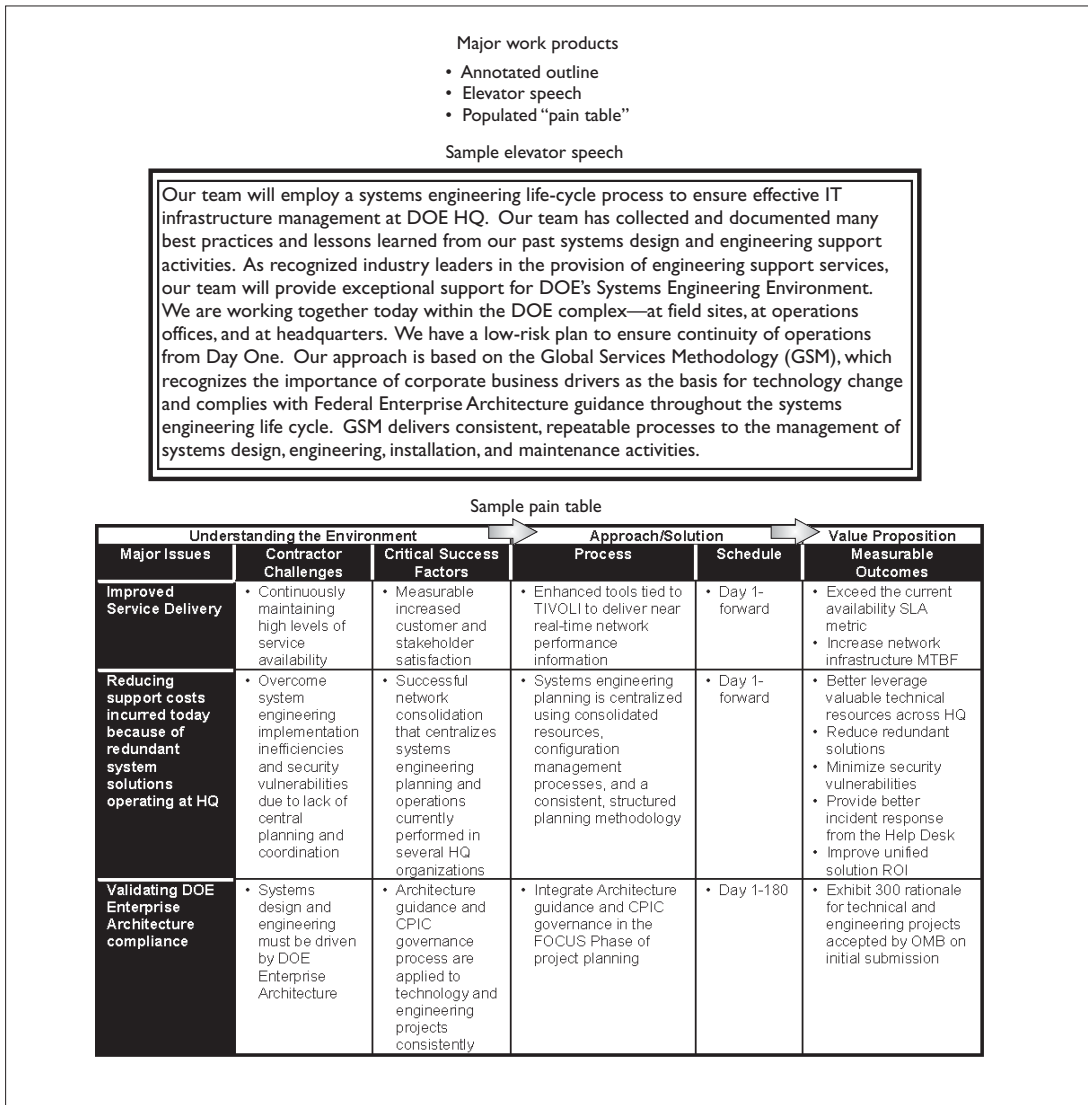 Major work products
• Annotated outline
• Elevator speech
• Populated “pain table”
Sample elevator speech
Our team will employ a systems engineering life-cycle process to ensure effective IT
infrastructure management at DOE HQ. Our team has collected and documented many
best practices and lessons learned from our past systems design and engineering support
activities. As recognized industry leaders in the provision of engineering support services,
our team will provide exceptional support for DOE’s Systems Engineering Environment.
We are working together today within the DOE complex—at field sites, at operations
offices, and at headquarters. We have a low-risk plan to ensure continuity of operations
from Day One. Our approach is based on the Global Services Methodology (GSM), which
recognizes the importance of corporate business drivers as the basis for technology change
and complies with Federal Enterprise Architecture guidance throughout the systems
engineering life cycle. GSM delivers consistent, repeatable processes to the management of
systems design, engineering, installation, and maintenance activities.
Sample pain table
Understanding the Environment
Approach/Solution
Value Proposition
Major Issues
Contractor
Challenges
Critical Success
Factors
Process
Schedule
Measurable
Outcomes
Improved
Service Delivery
• Continuously
maintaining
high levels of
service
availability
• Measurable
increased
customer and
stakeholder
satisfaction
• Enhanced tools tied to
TIVOLI to deliver near
real-time network
performance
information
• Day 1-
forward
• Exceed the current
availability SLA
metric
• Increase network
infrastructure MTBF
Reducing
support costs
incurred today
because of
redundant
system
solutions
operating at HQ
• Overcome
system
engineering
implementation
inefficiencies
and security
vulnerabilities
due to lack of
central
planning and
coordination
• Successful
network
consolidation
that centralizes
systems
engineering
planning and
operations
currently
performed in
several HQ
organizations
• Systems engineering
planning is centralized
using consolidated
resources,
configuration
management
processes, and a
consistent, structured
planning methodology
• Day 1-
forward
• Better leverage
valuable technical
resources across HQ
• Reduce redundant
solutions
• Minimize security
vulnerabilities
• Provide better
incident response
from the Help Desk
• Improve unified
solution ROI
Validating DOE
Enterprise
Architecture
compliance
• Systems
design and
engineering
must be driven
by DOE
Enterprise
Architecture
• Architecture
guidance and
CPIC
governance
process are
applied to
technology and
engineering
projects
consistently
• Integrate Architecture
guidance and CPIC
governance in the
FOCUS Phase of
project planning
• Day 1-180
• Exhibit 300 rationale
for technical and
engineering projects
accepted by OMB on
initial submission